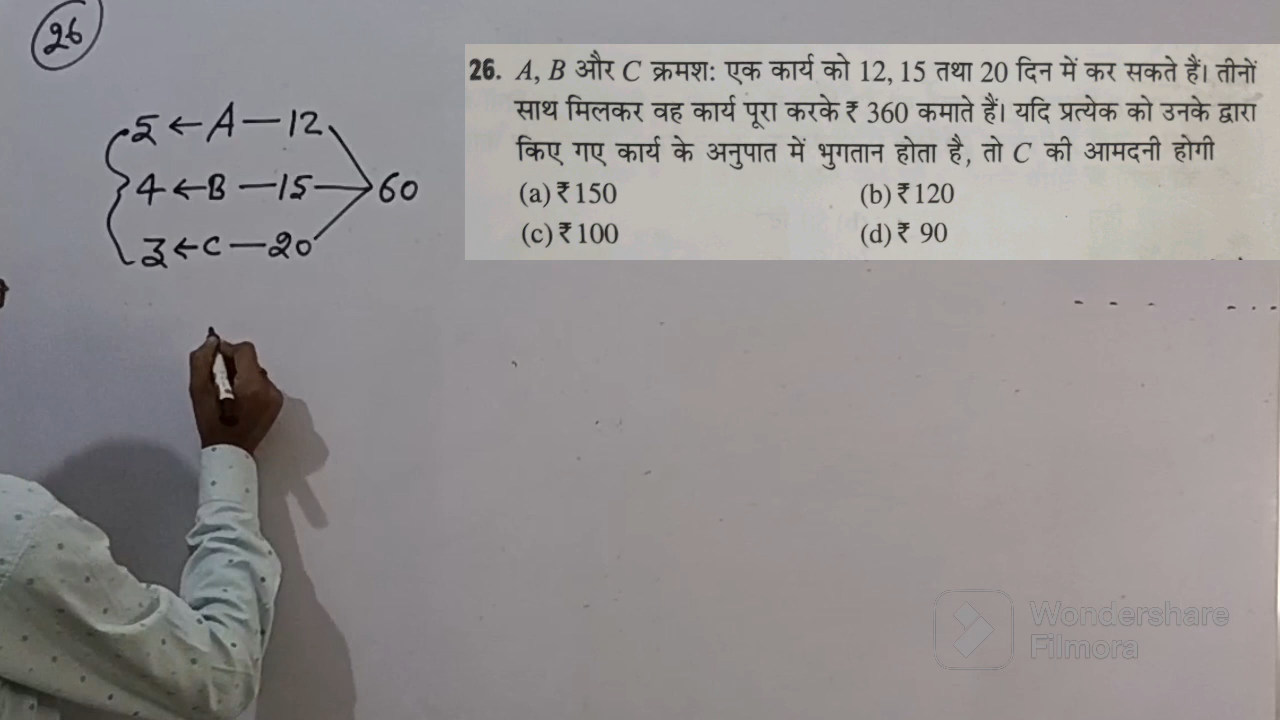 26
26. A, B और C क्रमश: एक कार्य को 12, 15 तथा 20 दिन में कर सकते हैं। तीनों
साथ मिलकर वह कार्य पूरा करके ₹ 360 कमाते हैं। यदि प्रत्येक को उनके द्वारा
किए गए कार्य के अनुपात में भुगतान होता है, तो C की आमदनी होगी
(a) ₹ 150 (b) ₹ 120
(c) ₹ 100 (d) ₹ 90
5 ← A — 12
4 ← B — 15 — 60
3 ← C — 20
Wondershare
Filmora